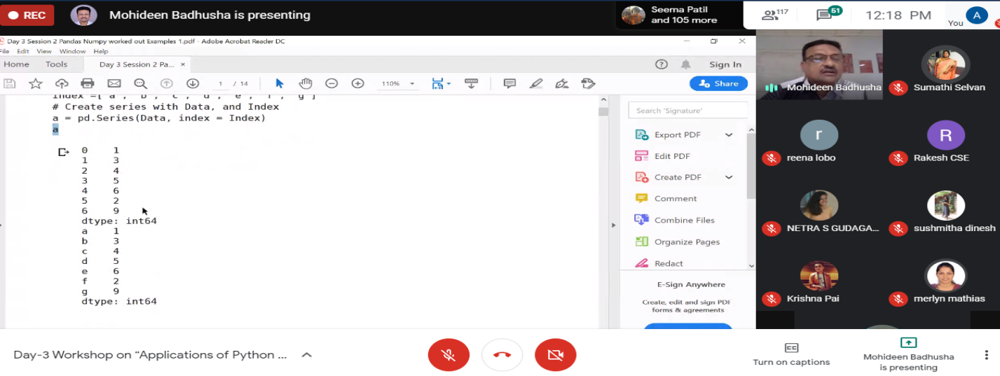 REC
Mohideen Badhusha is presenting
Seema Patil
and 105 more
117
51
12:18 PM
You
A
Day 3 Session 2 Pandas Numpy worked out Examples 1.pdf - Adobe Acrobat Reader DC
File Edit View Window Help
Home Tools Day 3 Session 2 Pa... × Sign In
1 / 14 110% Share
Index =['a', 'b', 'c', 'd', 'e', 'f', 'g']
# Create series with Data, and Index
a = pd.Series(Data, index = Index)
a
0 1
1 3
2 4
3 5
4 6
5 2
6 9
dtype: int64
a 1
b 3
c 4
d 5
e 6
f 2
g 9
dtype: int64
Search 'Signature'
Export PDF
Edit PDF
Create PDF
Comment
Combine Files
Organize Pages
Redact
E-Sign Anywhere
Create, edit and sign PDF
forms & agreements
Mohideen Badhusha
Sumathi Selvan
r
reena lobo
R
Rakesh CSE
NETRA S GUDAGA...
sushmitha dinesh
Krishna Pai
merlyn mathias
Day-3 Workshop on “Applications of Python ...
CC
Turn on captions
Mohideen Badhusha
is presenting